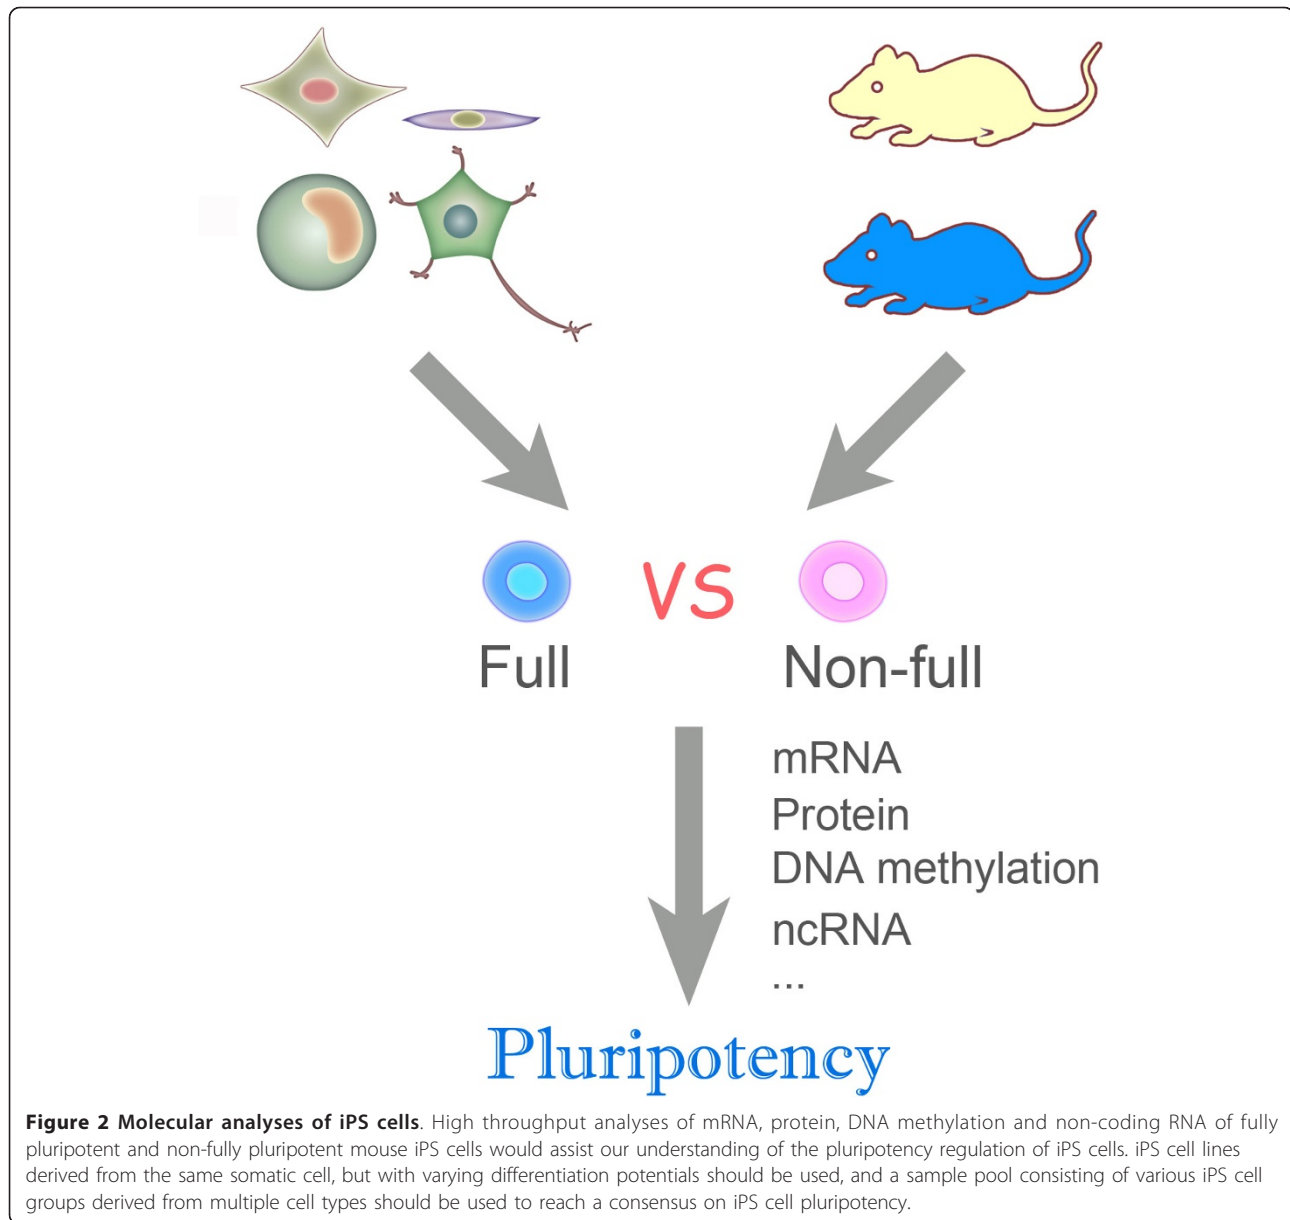 VS
Full
Non-full
mRNA
Protein
DNA methylation
ncRNA
...
Pluripotency
Figure 2 Molecular analyses of iPS cells. High throughput analyses of mRNA, protein, DNA methylation and non-coding RNA of fully
pluripotent and non-fully pluripotent mouse iPS cells would assist our understanding of the pluripotency regulation of iPS cells. iPS cell lines
derived from the same somatic cell, but with varying differentiation potentials should be used, and a sample pool consisting of various iPS cell
groups derived from multiple cell types should be used to reach a consensus on iPS cell pluripotency.